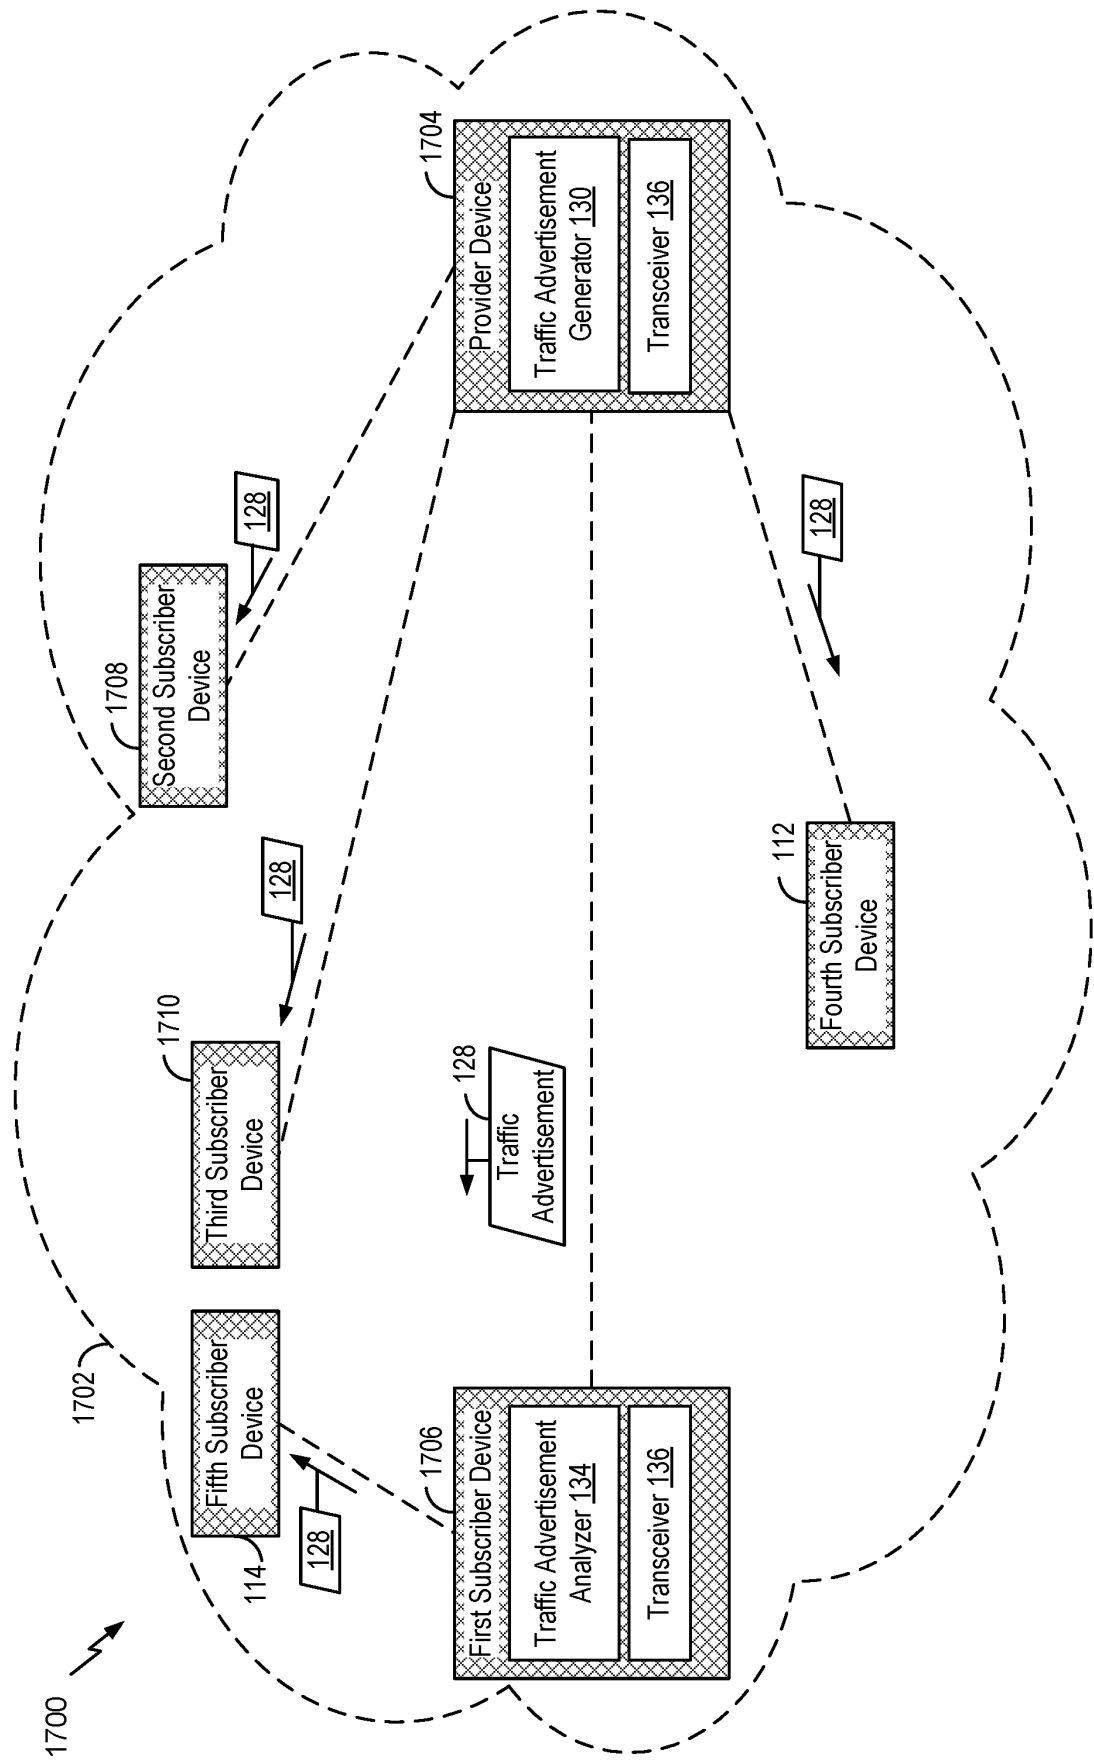 1700
1702
114
Fifth Subscriber
Device
128
1710
Third Subscriber
Device
128
1708
Second Subscriber
Device
128
1706
First Subscriber Device
Traffic Advertisement
Analyzer 134
Transceiver 136
128
Traffic
Advertisement
1704
Provider Device
Traffic Advertisement
Generator 130
Transceiver 136
112
Fourth Subscriber
Device
128